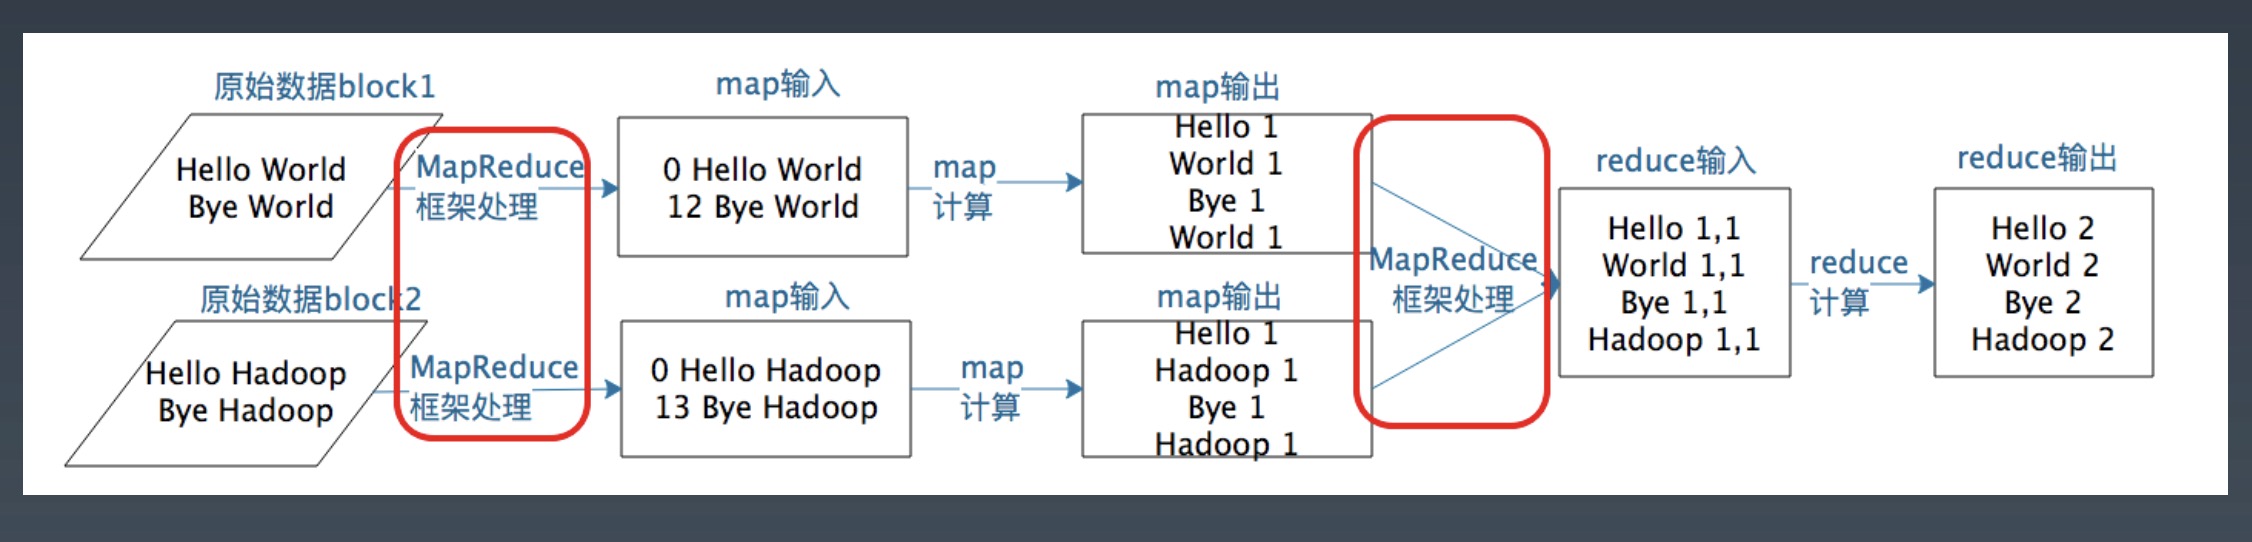 原始数据block1
Hello World
Bye World
MapReduce
框架处理
map输入
0 Hello World
12 Bye World
map
计算
map输出
Hello 1
World 1
Bye 1
World 1
原始数据block2
Hello Hadoop
Bye Hadoop
MapReduce
框架处理
map输入
0 Hello Hadoop
13 Bye Hadoop
map
计算
map输出
Hello 1
Hadoop 1
Bye 1
Hadoop 1
MapReduce
框架处理
reduce输入
Hello 1,1
World 1,1
Bye 1,1
Hadoop 1,1
reduce
计算
reduce输出
Hello 2
World 2
Bye 2
Hadoop 2